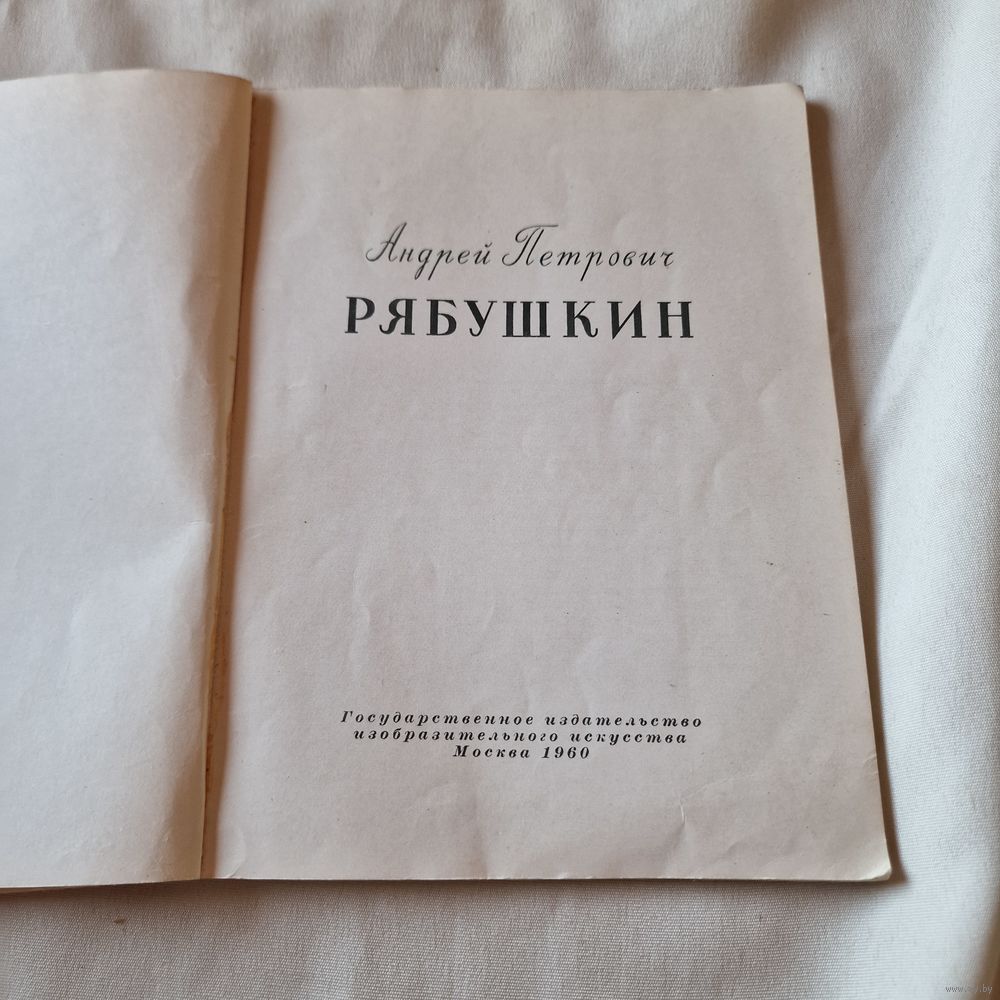 Андрей Петрович
РЯБУШКИН
Государственное издательство
изобразительного искусства
Москва 1960